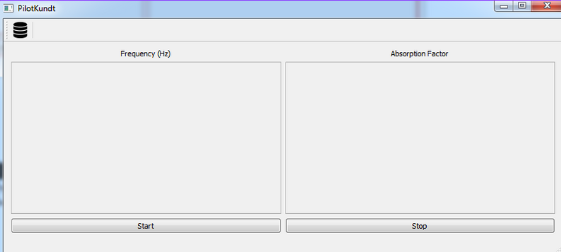 PilotKundt
Frequency (Hz)
Absorption Factor
Start
Stop